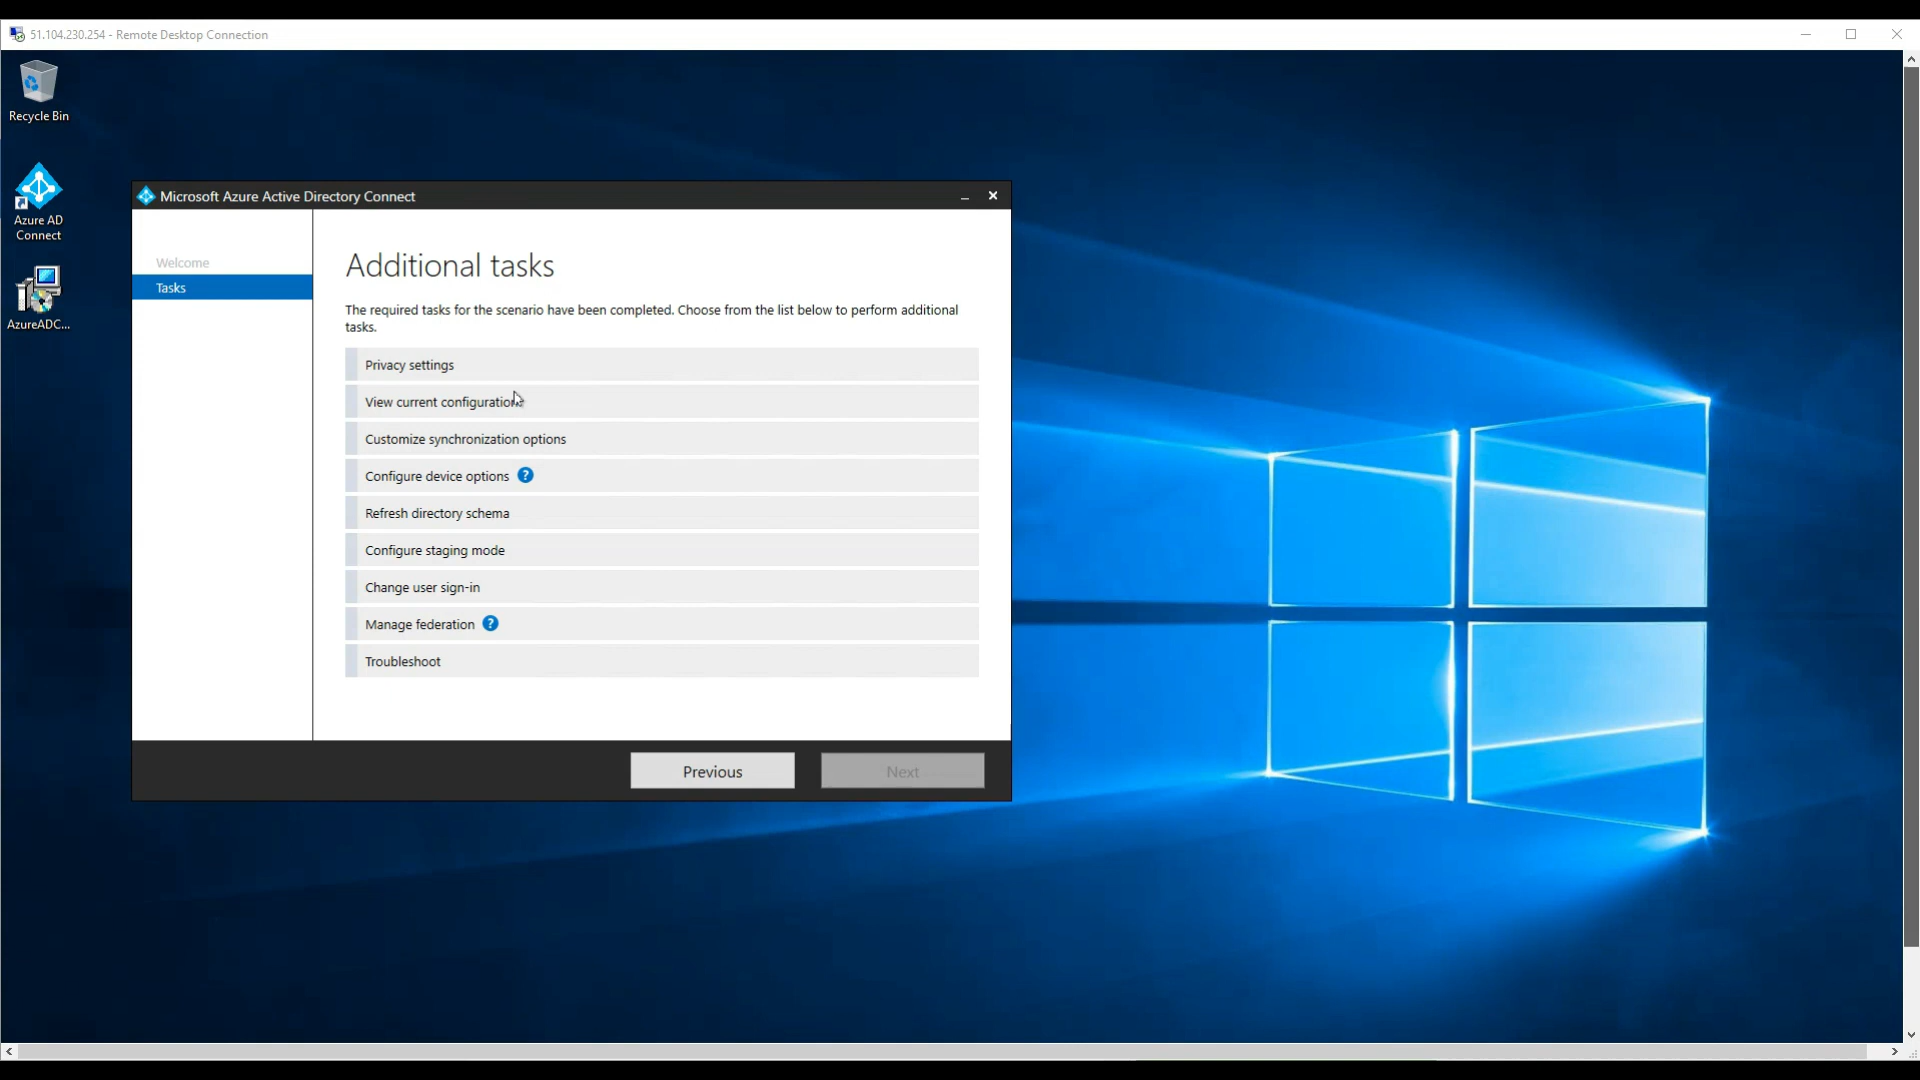 51.104.230.254 - Remote Desktop Connection
Recycle Bin
Azure AD
Connect
AzureADC...
Microsoft Azure Active Directory Connect
Welcome
Tasks
Additional tasks
The required tasks for the scenario have been completed. Choose from the list below to perform additional
tasks.
Privacy settings
View current configuration
Customize synchronization options
Configure device options ?
Refresh directory schema
Configure staging mode
Change user sign-in
Manage federation ?
Troubleshoot
Previous
Next